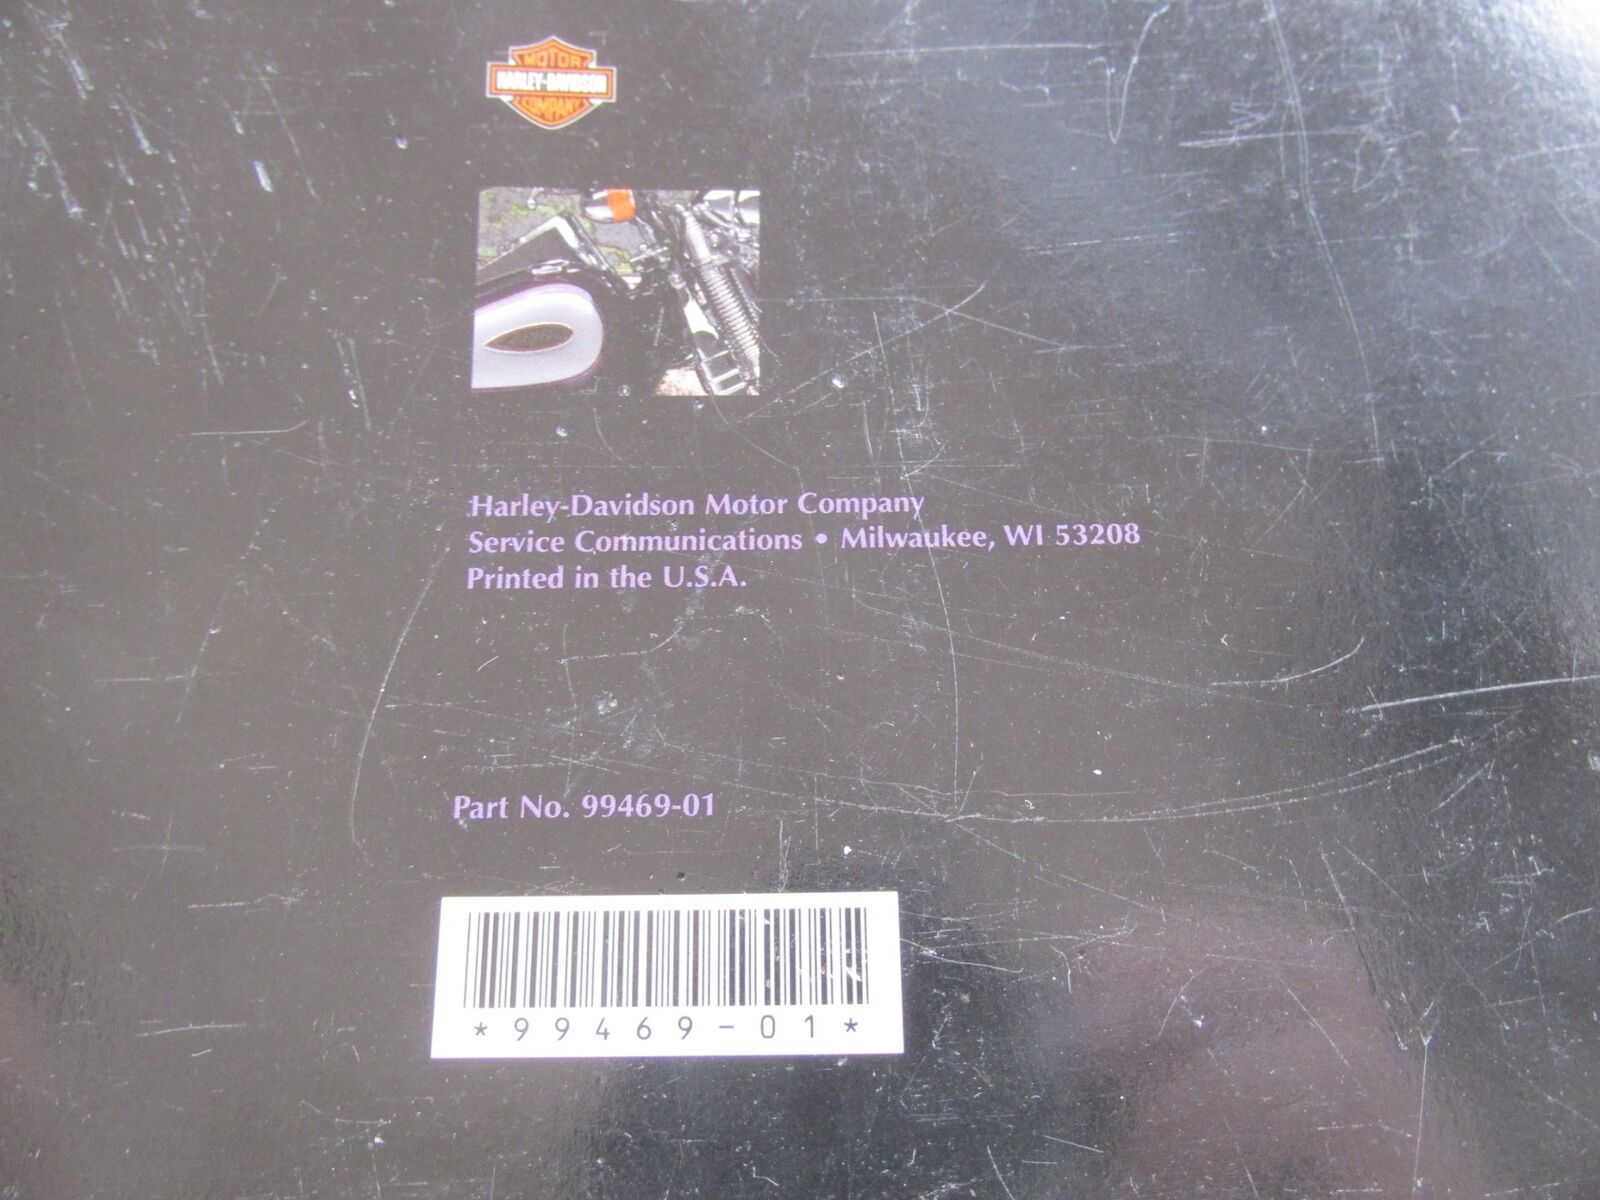 MOTOR
HARLEY-DAVIDSON
COMPANY
Harley-Davidson Motor Company
Service Communications • Milwaukee, WI 53208
Printed in the U.S.A.
Part No. 99469-01
*99469-01*